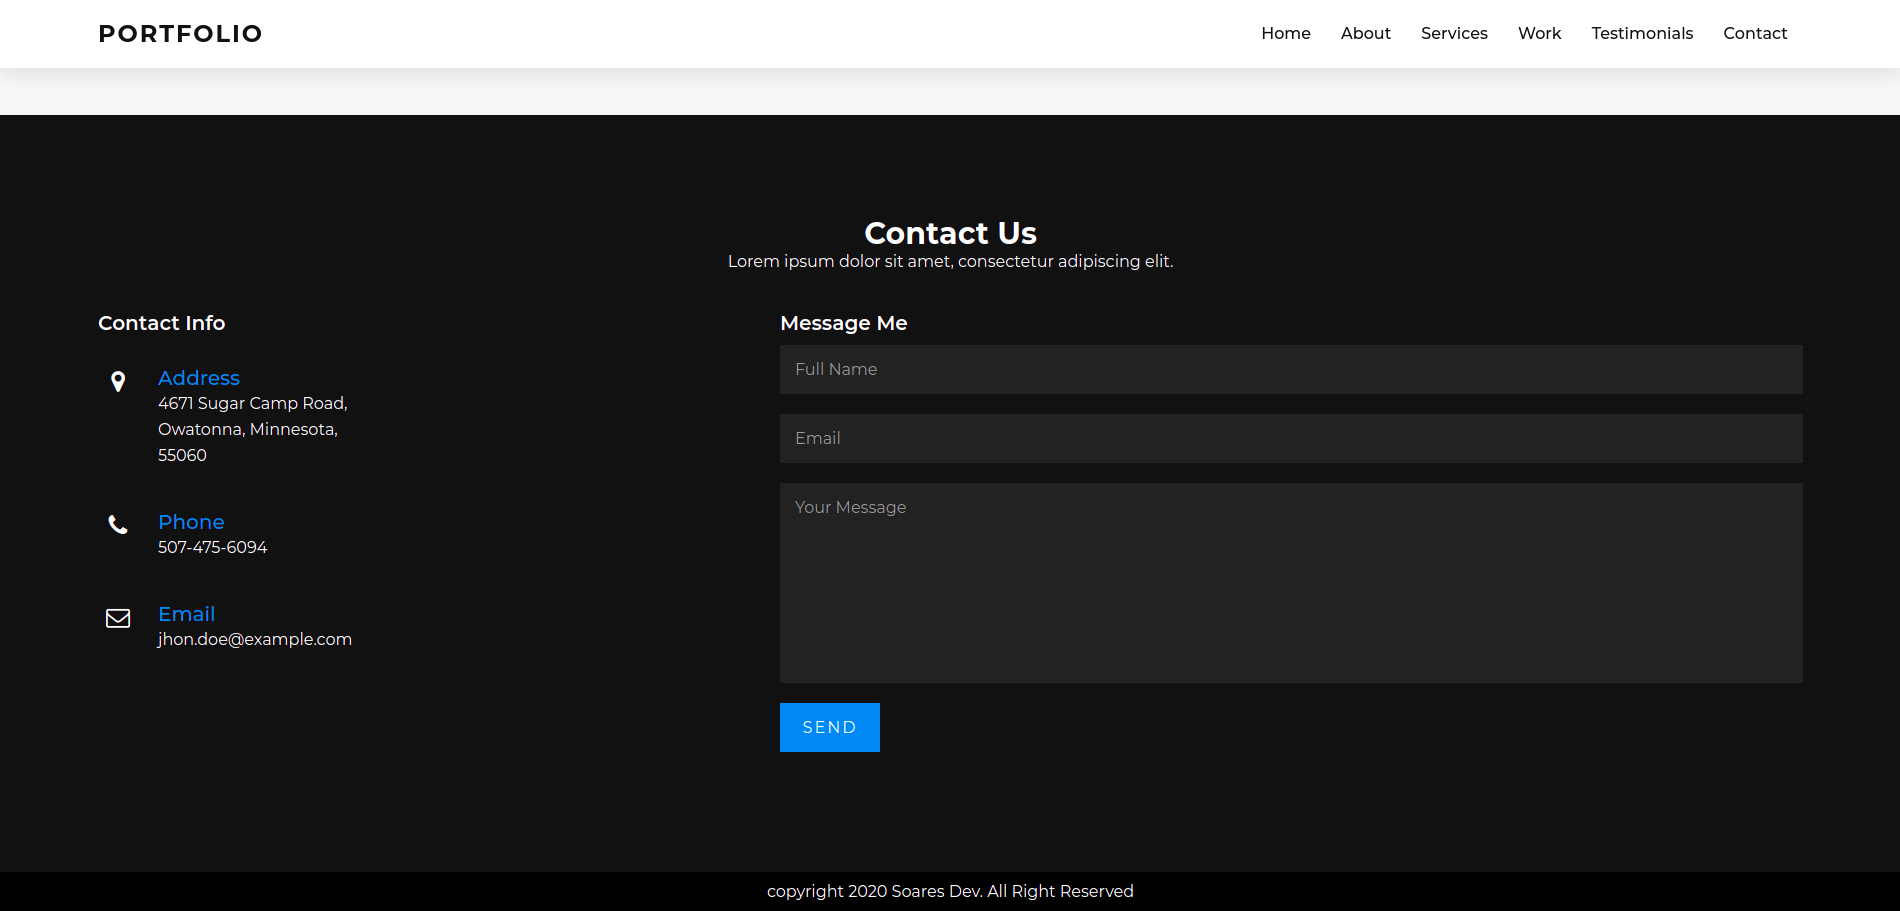 PORTFOLIO
Home About Services Work Testimonials Contact
Contact Us
Lorem ipsum dolor sit amet, consectetur adipiscing elit.
Contact Info
Address
4671 Sugar Camp Road,
Owatonna, Minnesota,
55060
Phone
507-475-6094
Email
jhon.doe@example.com
Message Me
Full Name
Email
Your Message
SEND
copyright 2020 Soares Dev. All Right Reserved